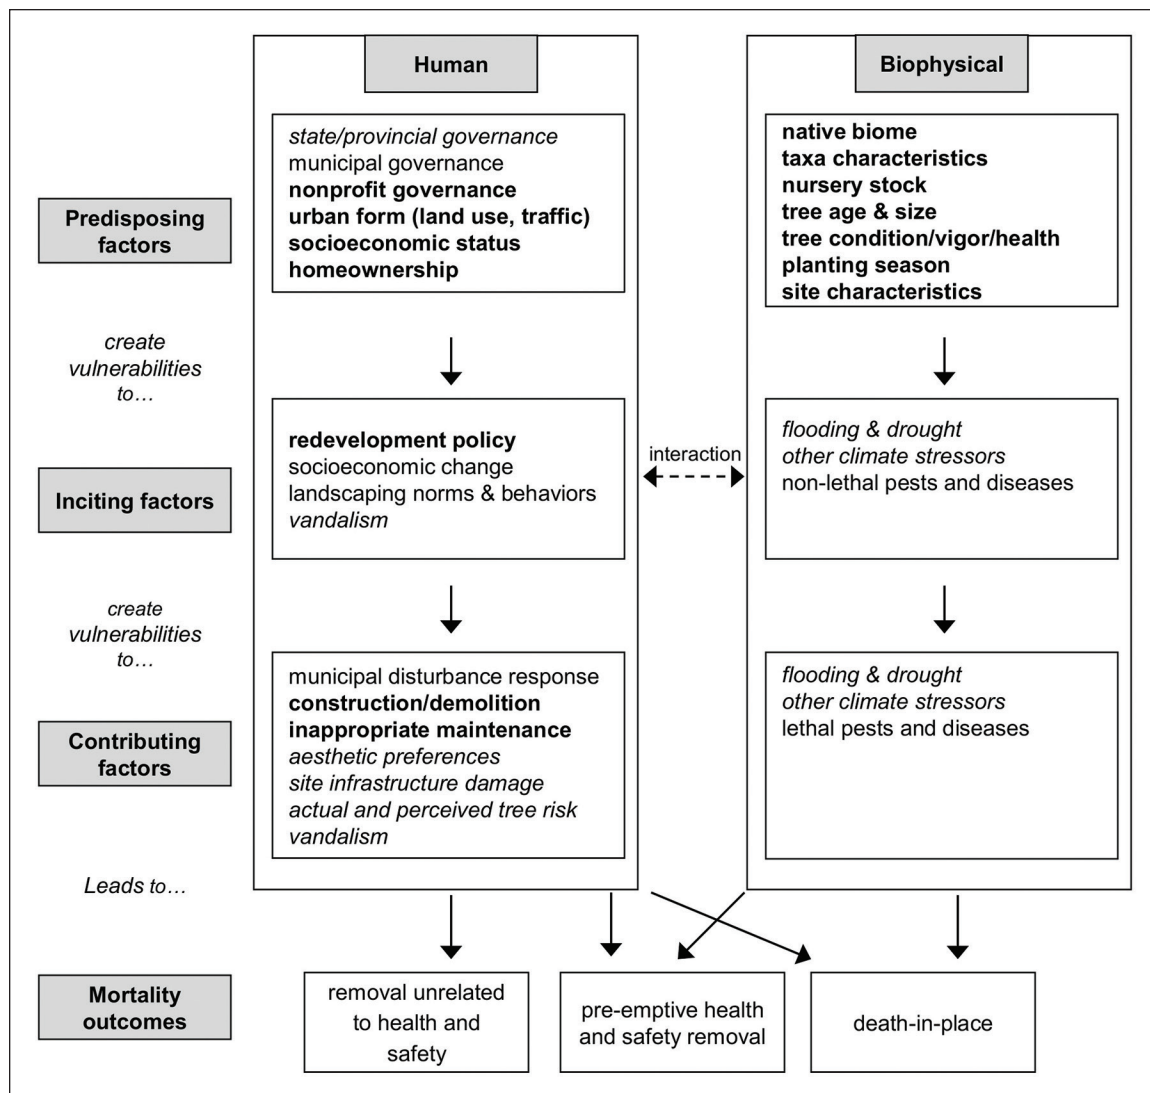 Human
Biophysical
Predisposing
factors
state/provincial governance
municipal governance
nonprofit governance
urban form (land use, traffic)
socioeconomic status
homeownership
native biome
taxa characteristics
nursery stock
tree age & size
tree condition/vigor/health
planting season
site characteristics
create
vulnerabilities
to…
Inciting factors
redevelopment policy
socioeconomic change
landscaping norms & behaviors
vandalism
interaction
flooding & drought
other climate stressors
non-lethal pests and diseases
create
vulnerabilities
to…
Contributing
factors
municipal disturbance response
construction/demolition
inappropriate maintenance
aesthetic preferences
site infrastructure damage
actual and perceived tree risk
vandalism
flooding & drought
other climate stressors
lethal pests and diseases
Leads to…
Mortality
outcomes
removal unrelated
to health and
safety
pre-emptive health
and safety removal
death-in-place